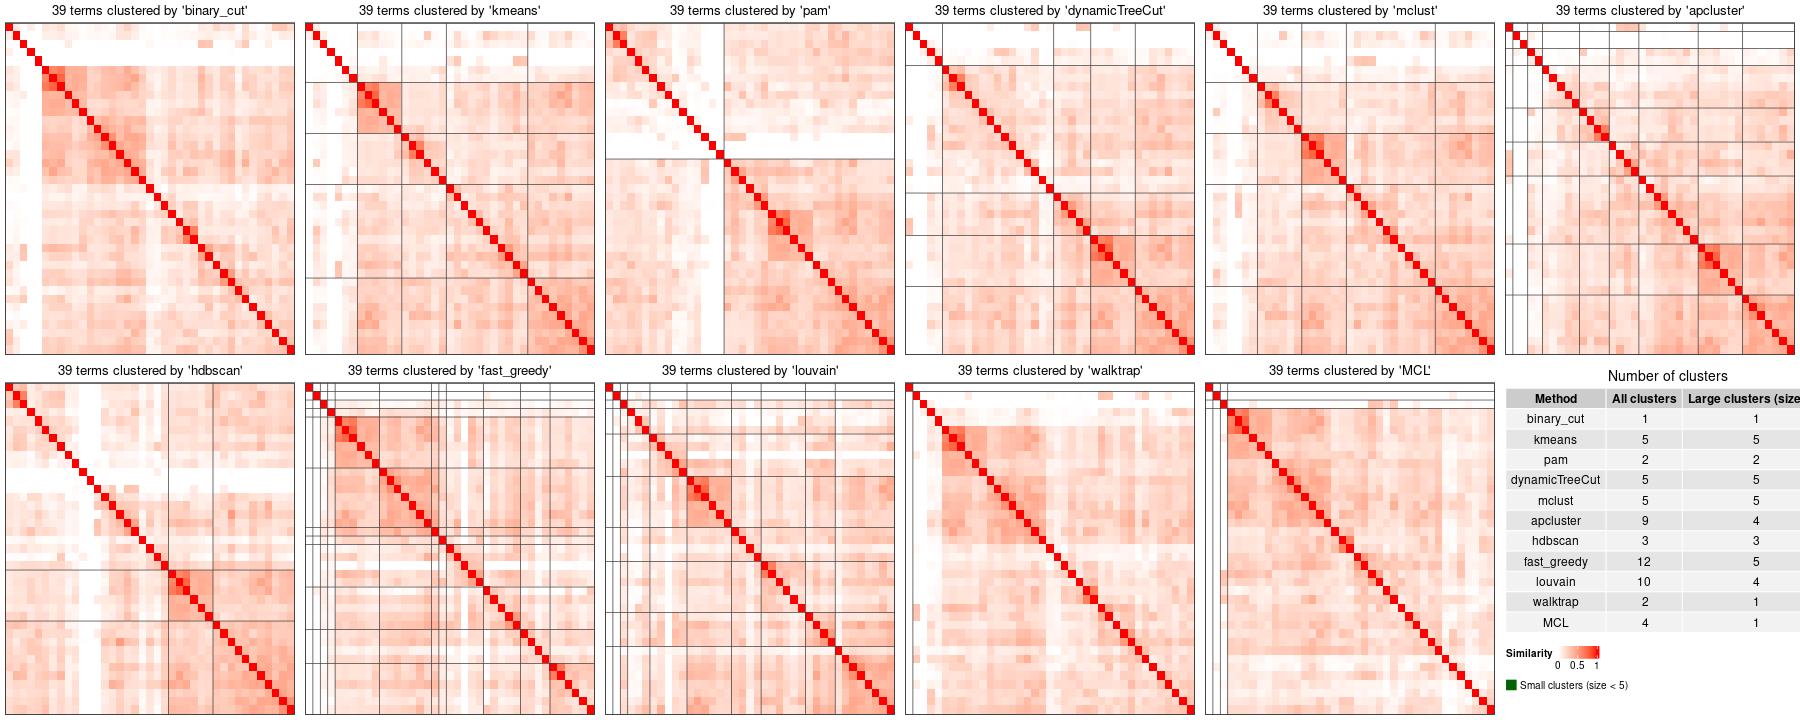 39 terms clustered by 'binary_cut'
39 terms clustered by 'kmeans'
39 terms clustered by 'pam'
39 terms clustered by 'dynamicTreeCut'
39 terms clustered by 'mclust'
39 terms clustered by 'apcluster'
39 terms clustered by 'hdbscan'
39 terms clustered by 'fast_greedy'
39 terms clustered by 'louvain'
39 terms clustered by 'walktrap'
39 terms clustered by 'MCL'
Number of clusters
Method All clusters Large clusters (size
binary_cut 1 1
kmeans 5 5
pam 2 2
dynamicTreeCut 5 5
mclust 5 5
apcluster 9 4
hdbscan 3 3
fast_greedy 12 5
louvain 10 4
walktrap 2 1
MCL 4 1
Similarity
0 0.5 1
Small clusters (size < 5)